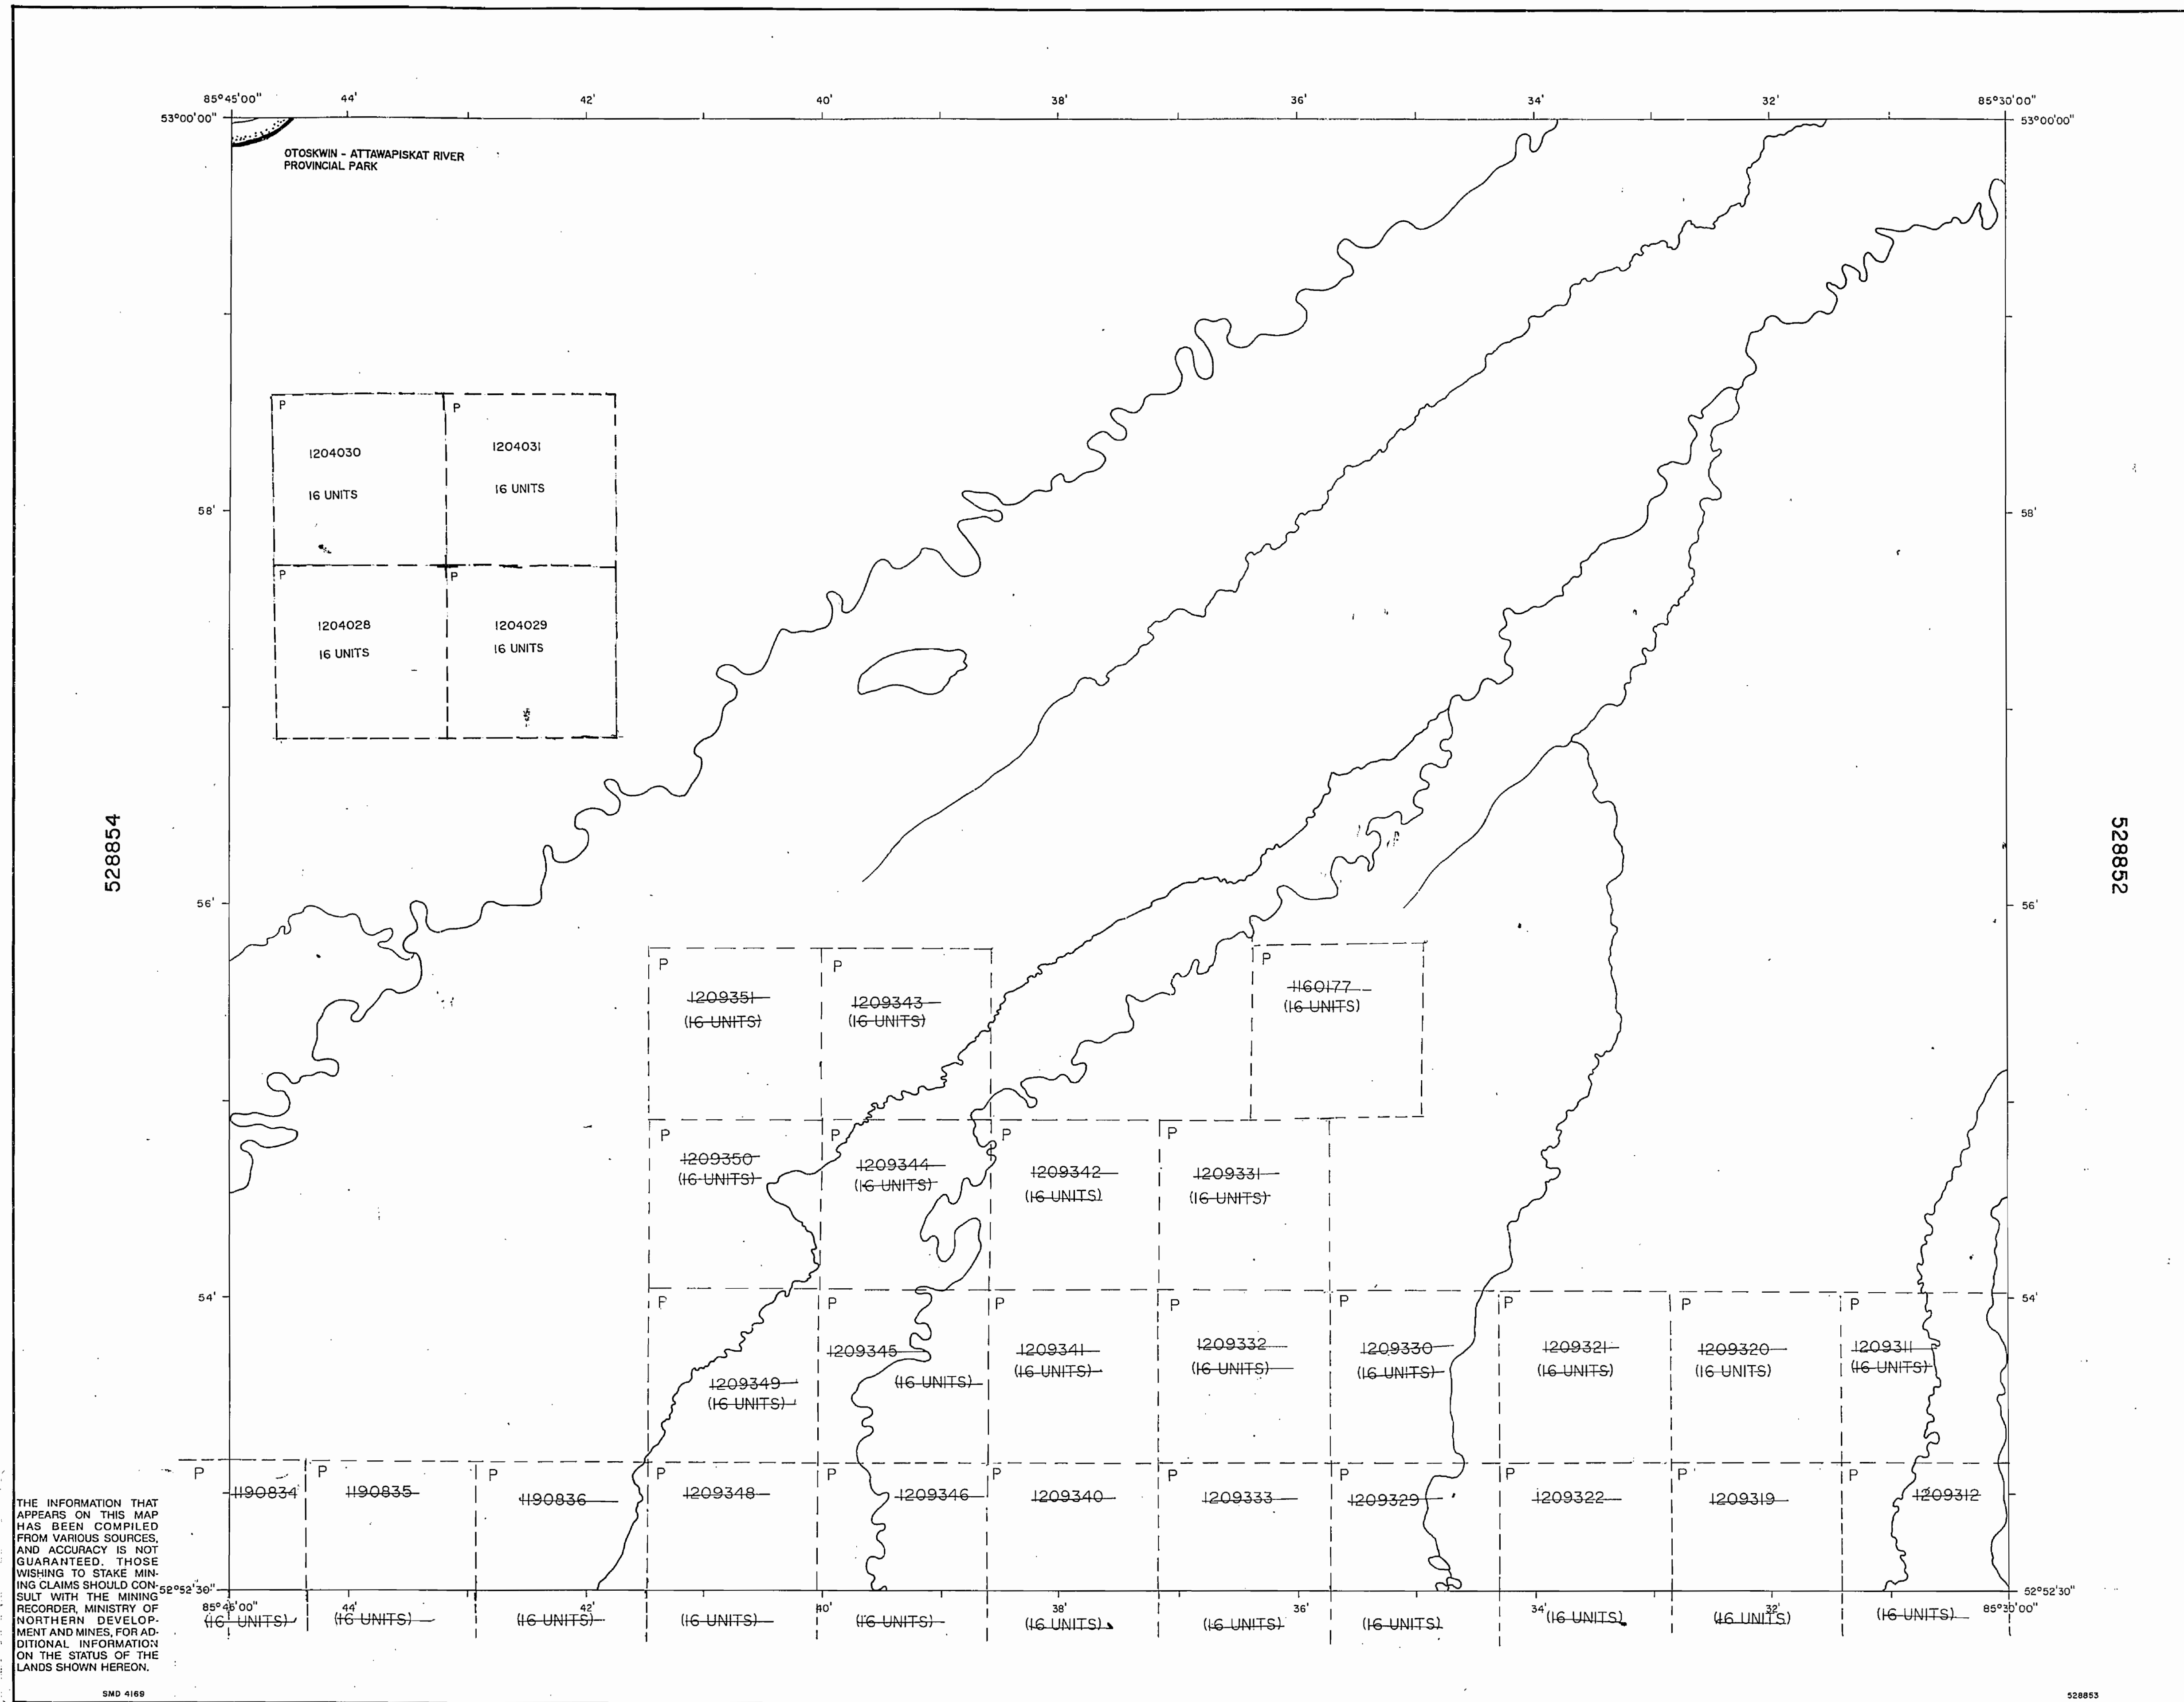 85°45'00"
44'
42'
40'
38'
36'
34'
32'
85°30'00"
53°00'00"
53°00'00"
OTOSKWIN - ATTAWAPISKAT RIVER
PROVINCIAL PARK
P
P
1204030
1204031
16 UNITS
16 UNITS
58'
58'
P
P
1204028
1204029
16 UNITS
16 UNITS
528854
528852
56'
56'
P
P
P
1209351
1209343
1160177
(16 UNITS)
(16 UNITS)
(16 UNITS)
P
P
P
P
1209350
1209344
1209342
1209331
(16 UNITS)
(16 UNITS)
(16 UNITS)
(16 UNITS)
54'
54'
P
P
P
P
P
P
P
P
1209349
1209345
1209341
1209332
1209330
1209321
1209320
1209311
(16 UNITS)
(16 UNITS)
(16 UNITS)
(16 UNITS)
(16 UNITS)
(16 UNITS)
(16 UNITS)
(16 UNITS)
P
P
P
P
P
P
P
P
P
P
P
1190834
1190835
1190836
1209348
1209346
1209340
1209333
1209329
1209322
1209319
1209312
52°52'30"
52°52'30"
85°46'00"
44'
42'
40'
38'
36'
34'
32'
85°30'00"
(16 UNITS)
(16 UNITS)
(16 UNITS)
(16 UNITS)
(16 UNITS)
(16 UNITS)
(16 UNITS)
(16 UNITS)
(16 UNITS)
(16 UNITS)
(16 UNITS)
THE INFORMATION THAT
APPEARS ON THIS MAP
HAS BEEN COMPILED
FROM VARIOUS SOURCES,
AND ACCURACY IS NOT
GUARANTEED. THOSE
WISHING TO STAKE MIN-
ING CLAIMS SHOULD CON-
SULT WITH THE MINING
RECORDER, MINISTRY OF
NORTHERN DEVELOP-
MENT AND MINES, FOR AD-
DITIONAL INFORMATION
ON THE STATUS OF THE
LANDS SHOWN HEREON.
SMD 4169
528853